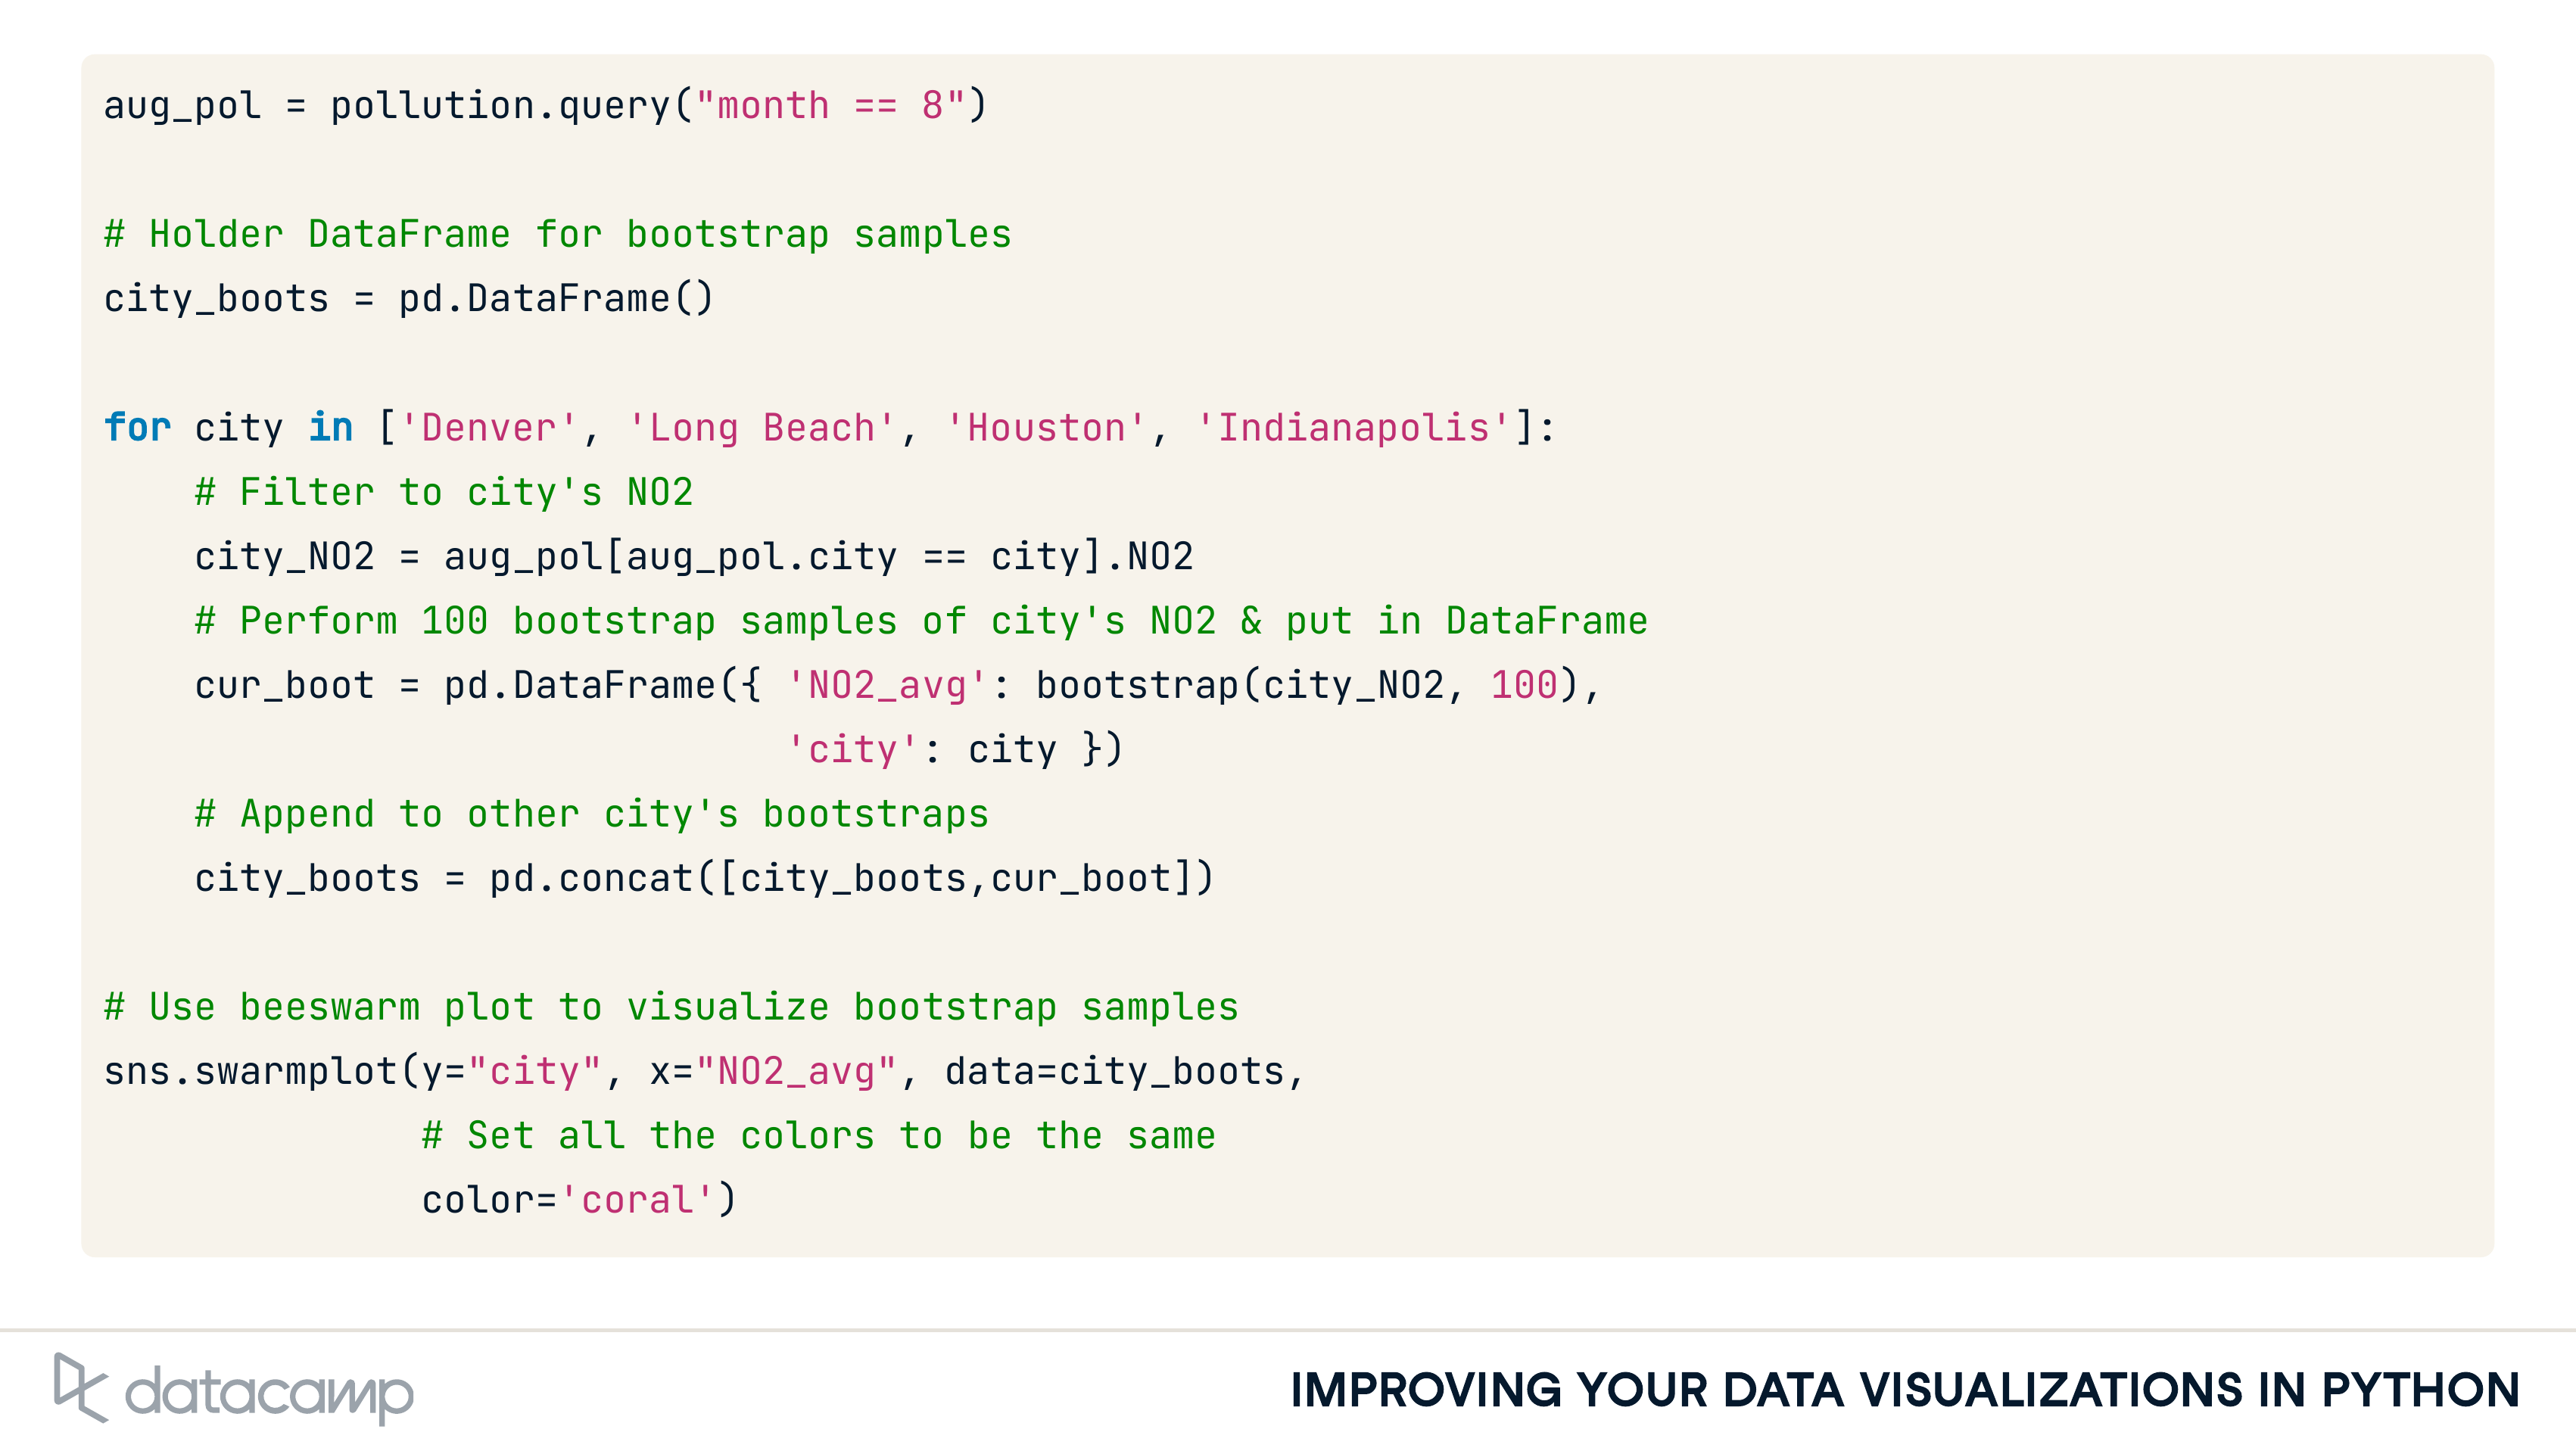 aug_pol = pollution.query("month == 8")
# Holder DataFrame for bootstrap samples
city_boots = pd.DataFrame()
for city in ['Denver', 'Long Beach', 'Houston', 'Indianapolis']:
    # Filter to city's NO2
    city_NO2 = aug_pol[aug_pol.city == city].NO2
    # Perform 100 bootstrap samples of city's NO2 & put in DataFrame
    cur_boot = pd.DataFrame({ 'NO2_avg': bootstrap(city_NO2, 100),
                              'city': city })
    # Append to other city's bootstraps
    city_boots = pd.concat([city_boots,cur_boot])
# Use beeswarm plot to visualize bootstrap samples
sns.swarmplot(y="city", x="NO2_avg", data=city_boots,
              # Set all the colors to be the same
              color='coral')
datacamp
IMPROVING YOUR DATA VISUALIZATIONS IN PYTHON